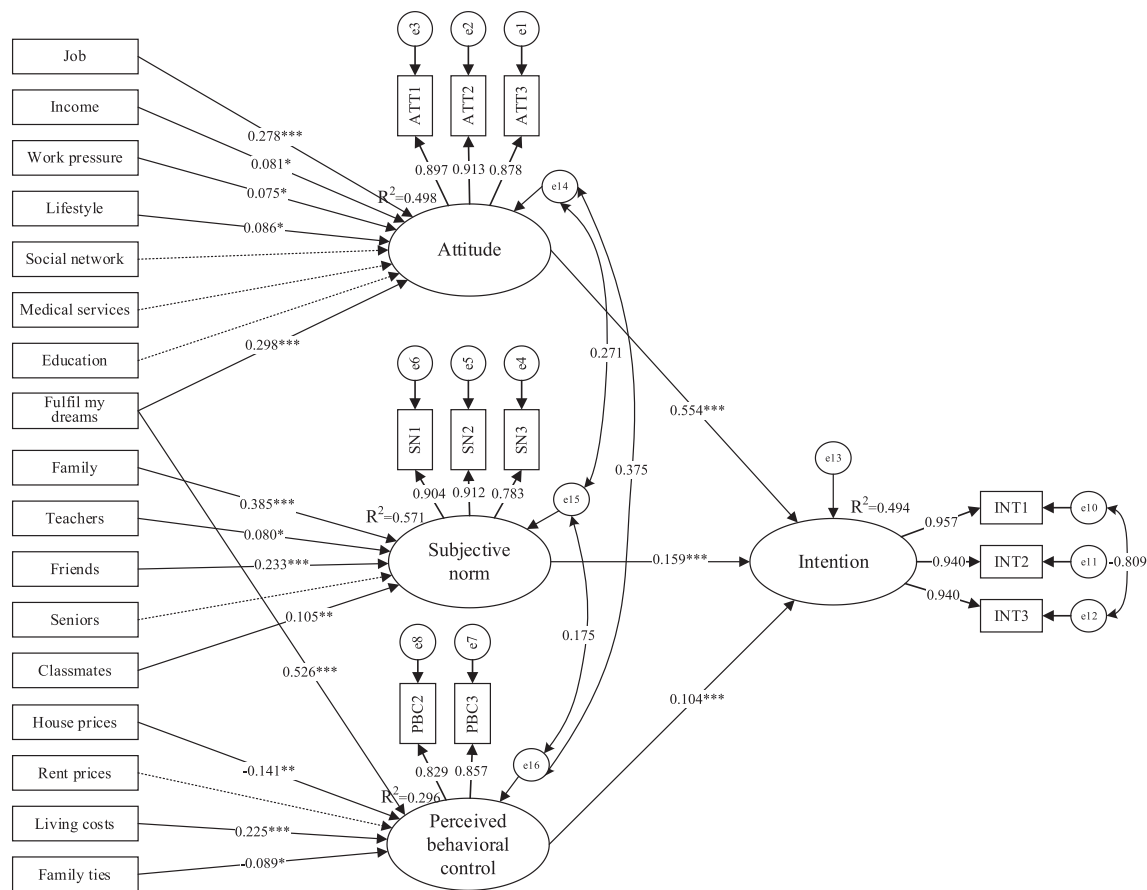 Job
Income
Work pressure
Lifestyle
Social network
Medical services
Education
Fulfil my
dreams
Family
Teachers
Friends
Seniors
Classmates
House prices
Rent prices
Living costs
Family ties
0.278***
0.081*
0.075*
0.086*
0.298***
0.385***
0.080*
0.233***
0.105**
0.526***
-0.141**
0.225***
-0.089*
e3
e2
e1
ATT1
ATT2
ATT3
0.897
0.913
0.878
R²=0.498
Attitude
e14
e6
e5
e4
SN1
SN2
SN3
0.904
0.912
0.783
R²=0.571
Subjective
norm
e15
e8
e7
PBC2
PBC3
0.829
0.857
R²=0.296
Perceived
behavioral
control
e16
0.271
0.375
0.175
0.554***
0.159***
0.104***
e13
R²=0.494
Intention
0.957
0.940
0.940
INT1
INT2
INT3
e10
e11
e12
-0.809